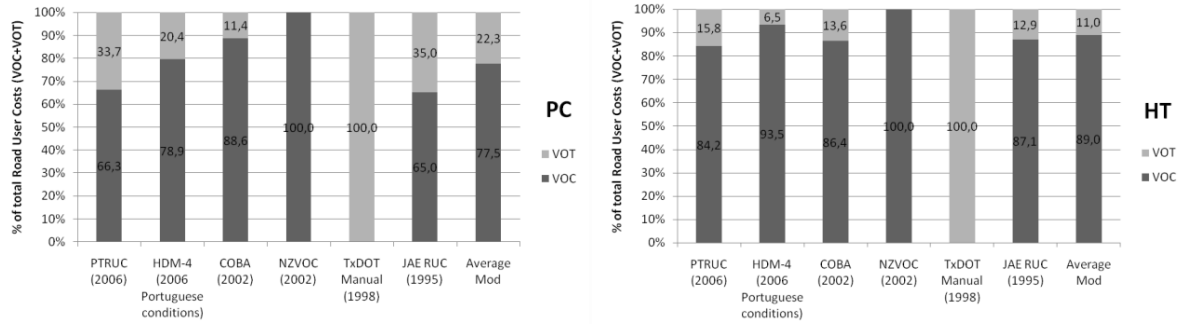 % of total Road User Costs (VOC+VOT)
100%
90%
80%
70%
60%
50%
40%
30%
20%
10%
0%
33,7
20,4
11,4
35,0
22,3
66,3
78,9
88,6
100,0
100,0
65,0
77,5
PTRUC
(2006)
HDM-4
(2006
Portuguese
conditions)
COBA
(2002)
NZVOC
(2002)
TxDOT
Manual
(1998)
JAE RUC
(1995)
Average
Mod
PC
VOT
VOC
% of total Road User Costs (VOC+VOT)
100%
90%
80%
70%
60%
50%
40%
30%
20%
10%
0%
15,8
6,5
13,6
12,9
11,0
84,2
93,5
86,4
100,0
100,0
87,1
89,0
PTRUC
(2006)
HDM-4
(2006
Portuguese
conditions)
COBA
(2002)
NZVOC
(2002)
TxDOT
Manual
(1998)
JAE RUC
(1995)
Average
Mod
HT
VOT
VOC